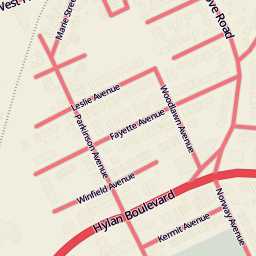 Marie Street
Leslie Avenue
Parkinson Avenue
Woodlawn Avenue
Fayette Avenue
Winfield Avenue
Hylan Boulevard
Kermit Avenue
Norway Avenue
Road
West